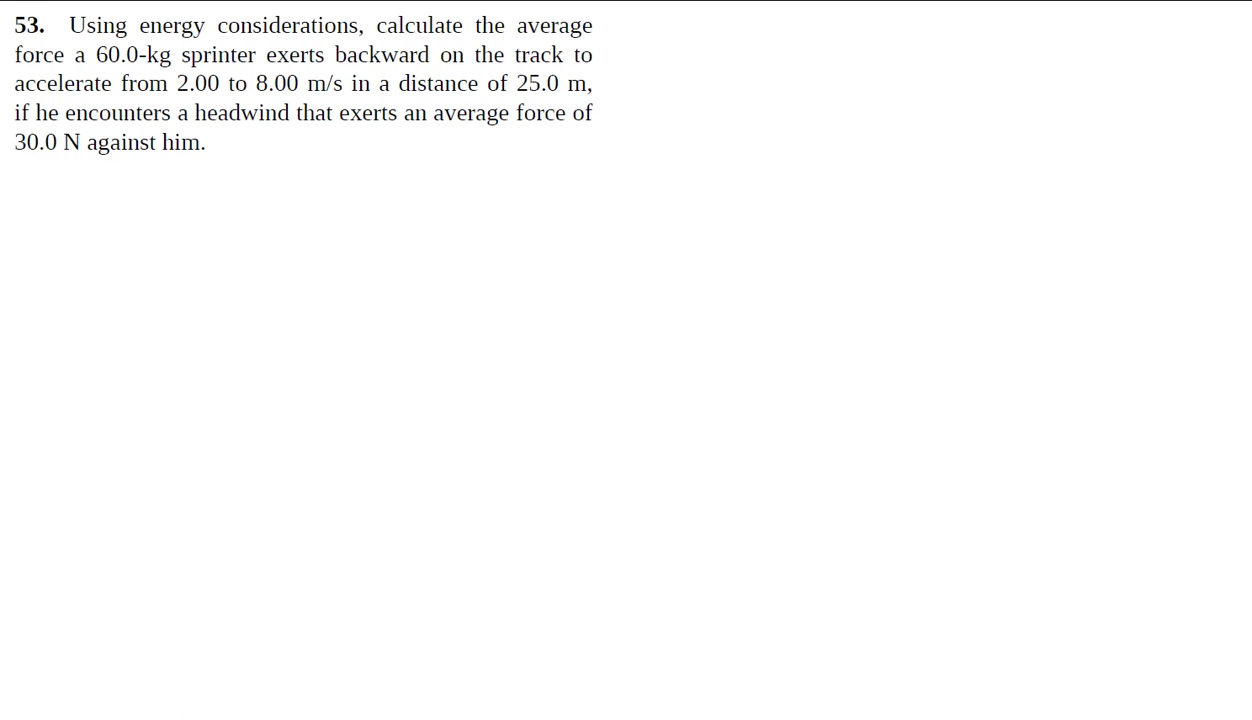 53. Using energy considerations, calculate the average
force a 60.0-kg sprinter exerts backward on the track to
accelerate from 2.00 to 8.00 m/s in a distance of 25.0 m,
if he encounters a headwind that exerts an average force of
30.0 N against him.